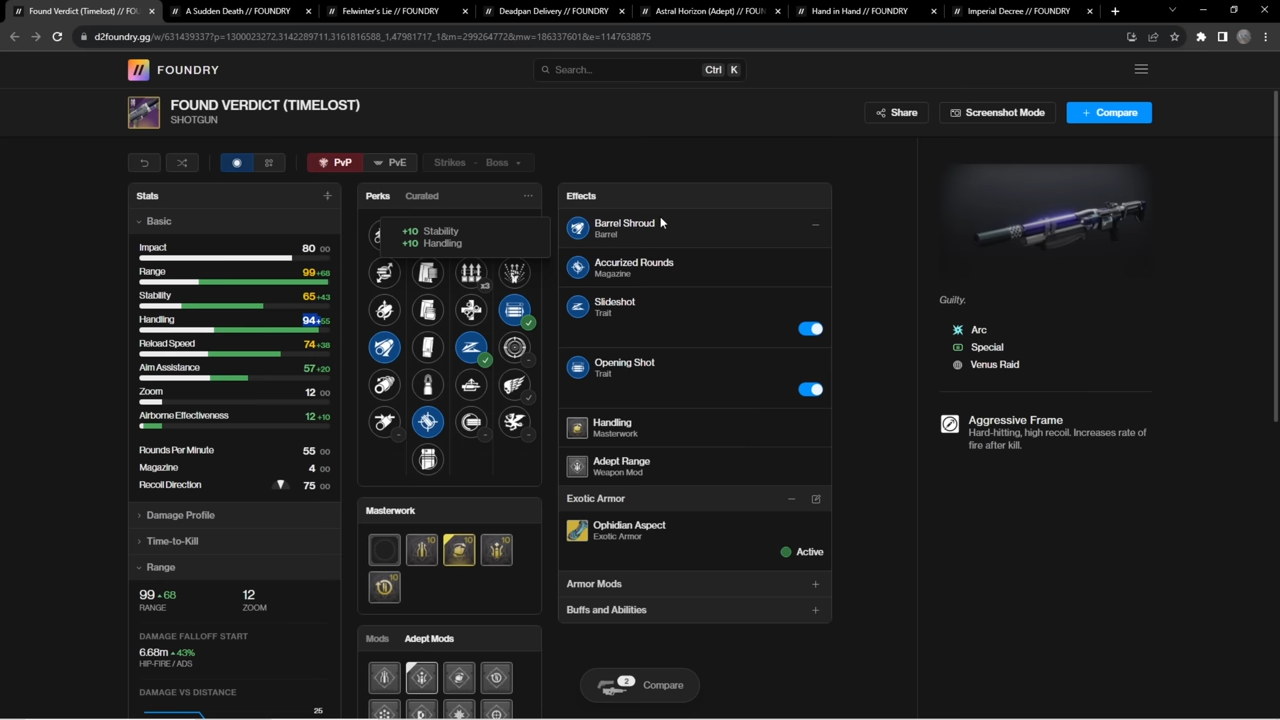 Found Verdict (Timelost) // FO
A Sudden Death // FOUNDRY
Felwinter's Lie // FOUNDRY
Deadpan Delivery // FOUNDRY
Astral Horizon (Adept) // FOUN
Hand in Hand // FOUNDRY
Imperial Decree // FOUNDRY
d2foundry.gg/w/631439337?p=1300023272,3142289711,3161816588_1,47981717_1&m=299264772&mw=186337601&e=1147638875
FOUNDRY
Search...
Ctrl K
FOUND VERDICT (TIMELOST)
SHOTGUN
Share
Screenshot Mode
+ Compare
PvP
PvE
Strikes - Boss
Stats
Basic
Impact 80 00
Range 99+68
Stability 65+43
Handling 94+55
Reload Speed 74+38
Aim Assistance 57+20
Zoom 12 00
Airborne Effectiveness 12+10
Rounds Per Minute 55 00
Magazine 4 00
Recoil Direction 75 00
Damage Profile
Time-to-Kill
Range
99 68
RANGE
12
ZOOM
DAMAGE FALLOFF START
6.68m 43%
HIP-FIRE / ADS
DAMAGE VS DISTANCE
25
Perks Curated
+10 Stability
+10 Handling
x3
Masterwork
10
10
10
10
Mods Adept Mods
Effects
Barrel Shroud
Barrel
Accurized Rounds
Magazine
Slideshot
Trait
Opening Shot
Trait
Handling
Masterwork
Adept Range
Weapon Mod
Exotic Armor
Ophidian Aspect
Exotic Armor
Active
Armor Mods
Buffs and Abilities
2 Compare
Guilty.
Arc
Special
Venus Raid
Aggressive Frame
Hard-hitting, high recoil. Increases rate of
fire after kill.